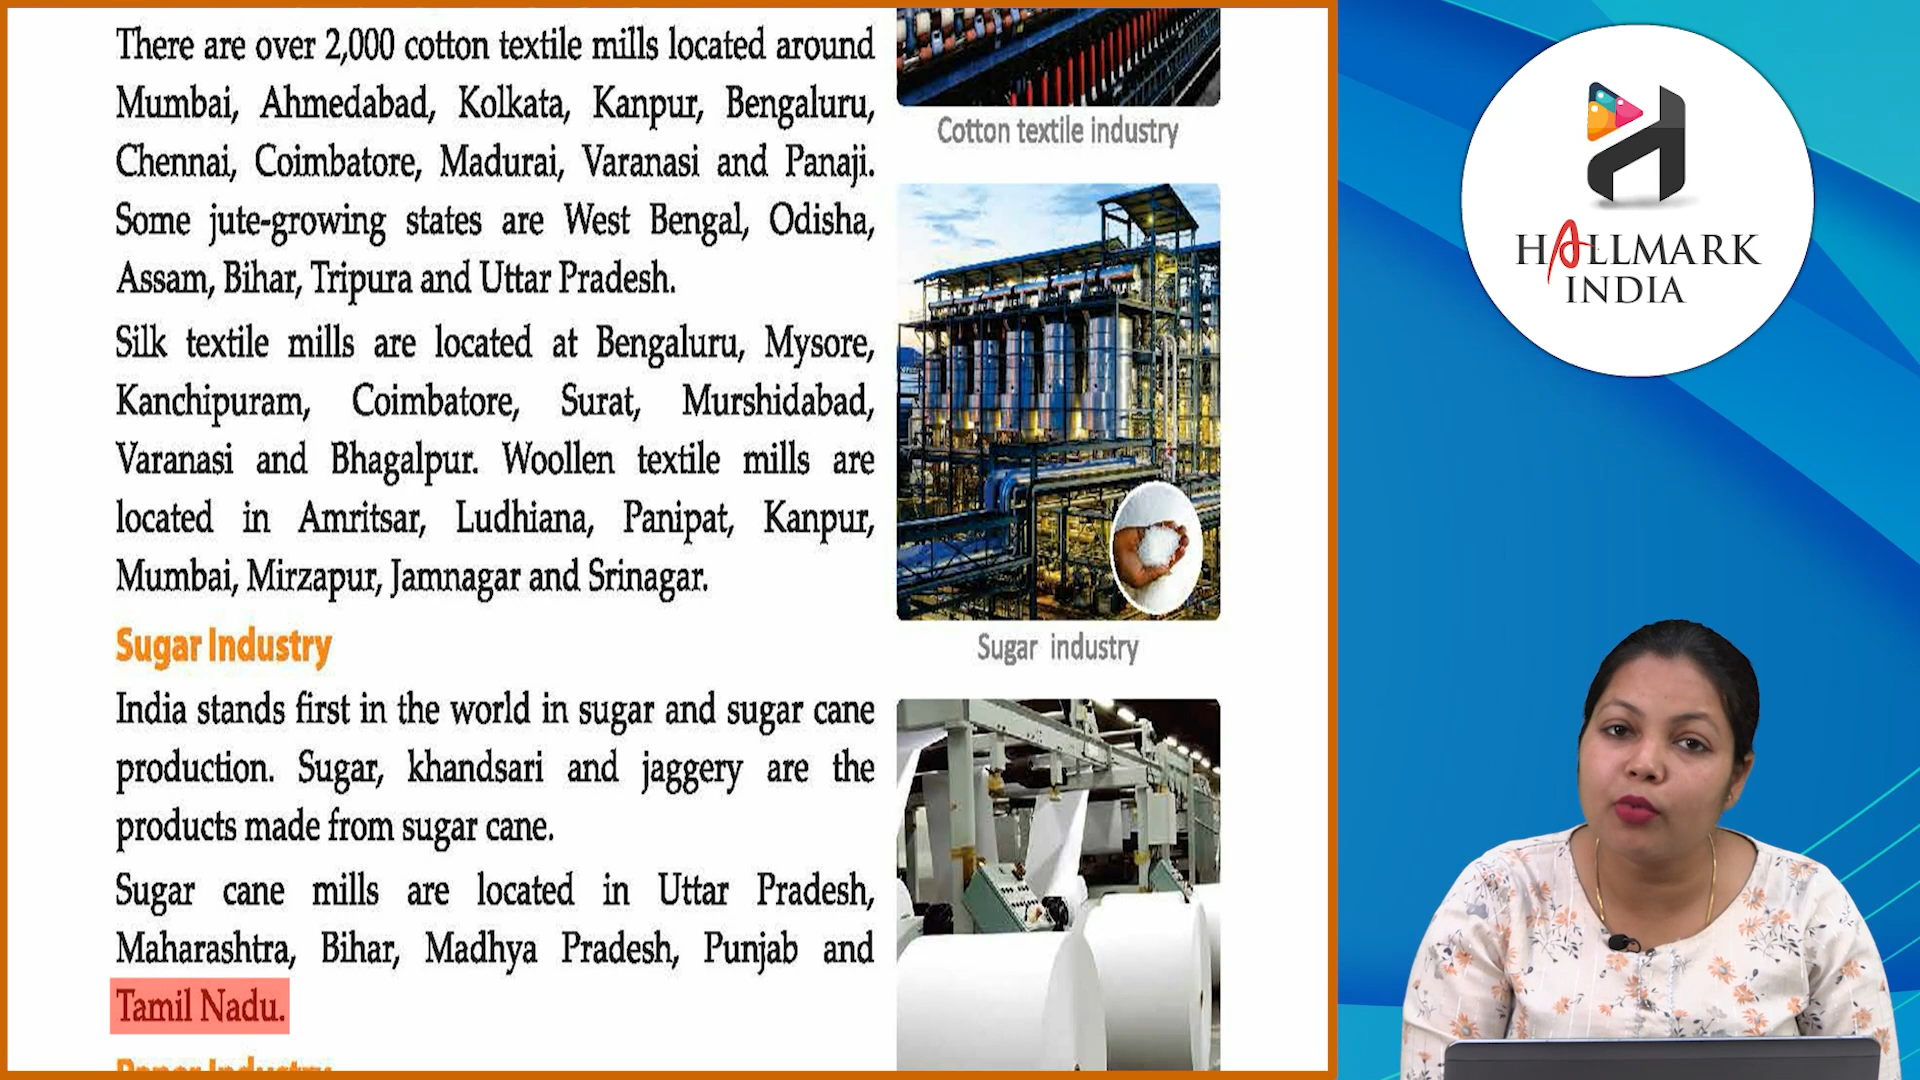 There are over 2,000 cotton textile mills located around
Mumbai, Ahmedabad, Kolkata, Kanpur, Bengaluru,
Chennai, Coimbatore, Madurai, Varanasi and Panaji.
Some jute-growing states are West Bengal, Odisha,
Assam, Bihar, Tripura and Uttar Pradesh.
Silk textile mills are located at Bengaluru, Mysore,
Kanchipuram, Coimbatore, Surat, Murshidabad,
Varanasi and Bhagalpur. Woollen textile mills are
located in Amritsar, Ludhiana, Panipat, Kanpur,
Mumbai, Mirzapur, Jamnagar and Srinagar.
Sugar Industry
India stands first in the world in sugar and sugar cane
production. Sugar, khandsari and jaggery are the
products made from sugar cane.
Sugar cane mills are located in Uttar Pradesh,
Maharashtra, Bihar, Madhya Pradesh, Punjab and
Tamil Nadu.
Paper Industry
Cotton textile industry
Sugar industry
HALLMARK
INDIA